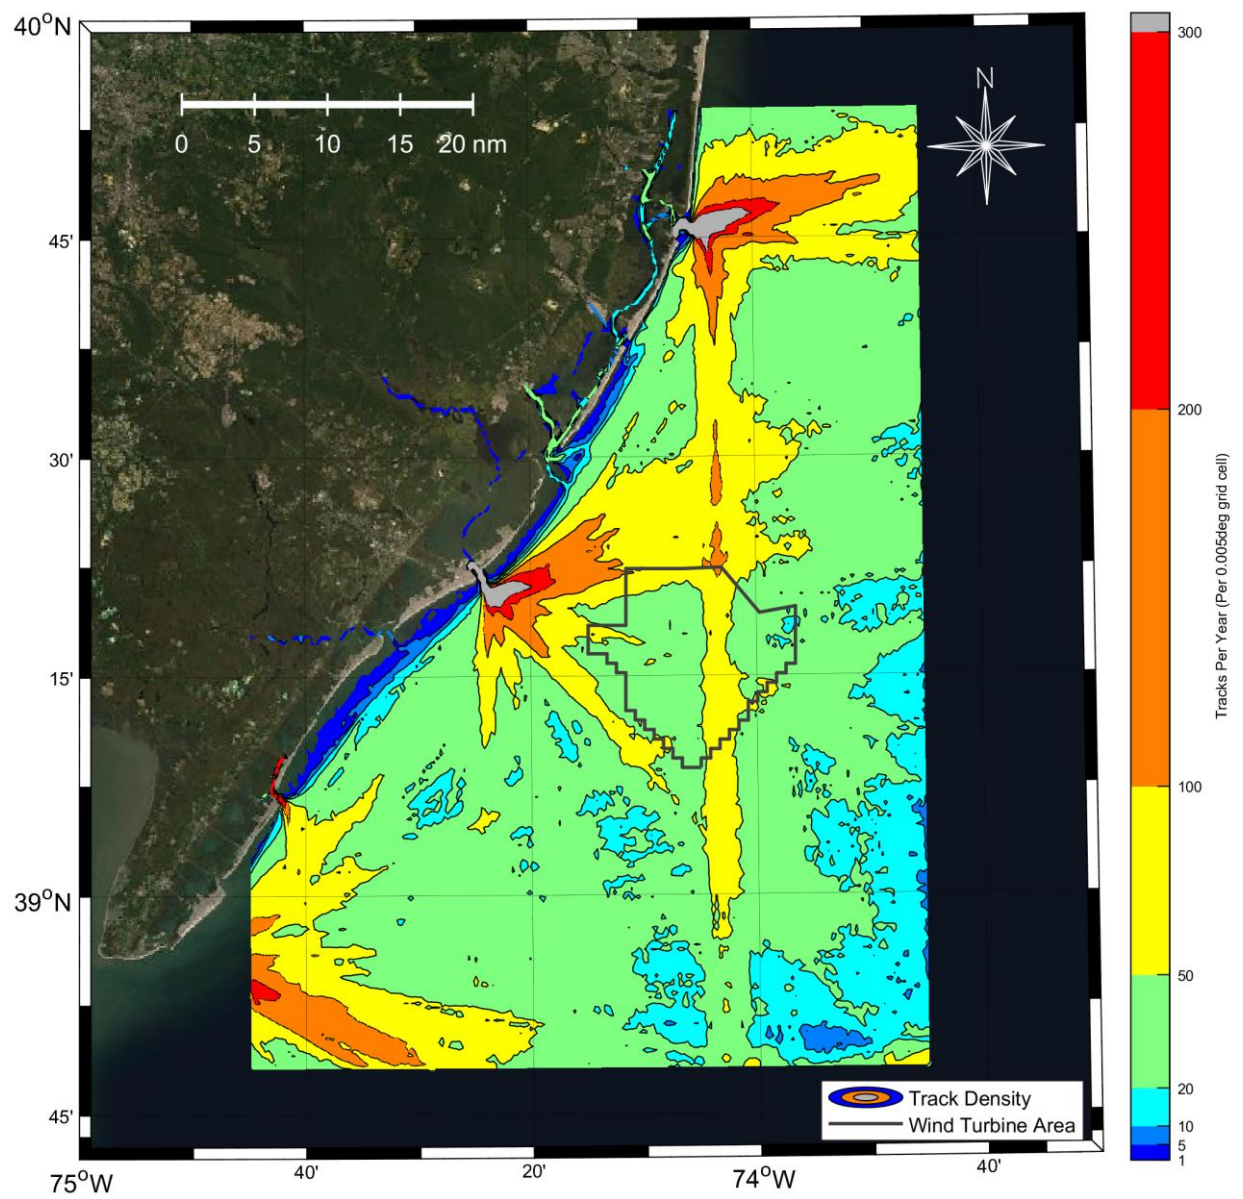 40°N
45'
30'
15'
39°N
45'
75°W
40'
20'
74°W
40'
0 5 10 15 20 nm
N
Track Density
Wind Turbine Area
300
200
100
50
20
10
5
1
Tracks Per Year (Per 0.005deg grid cell)